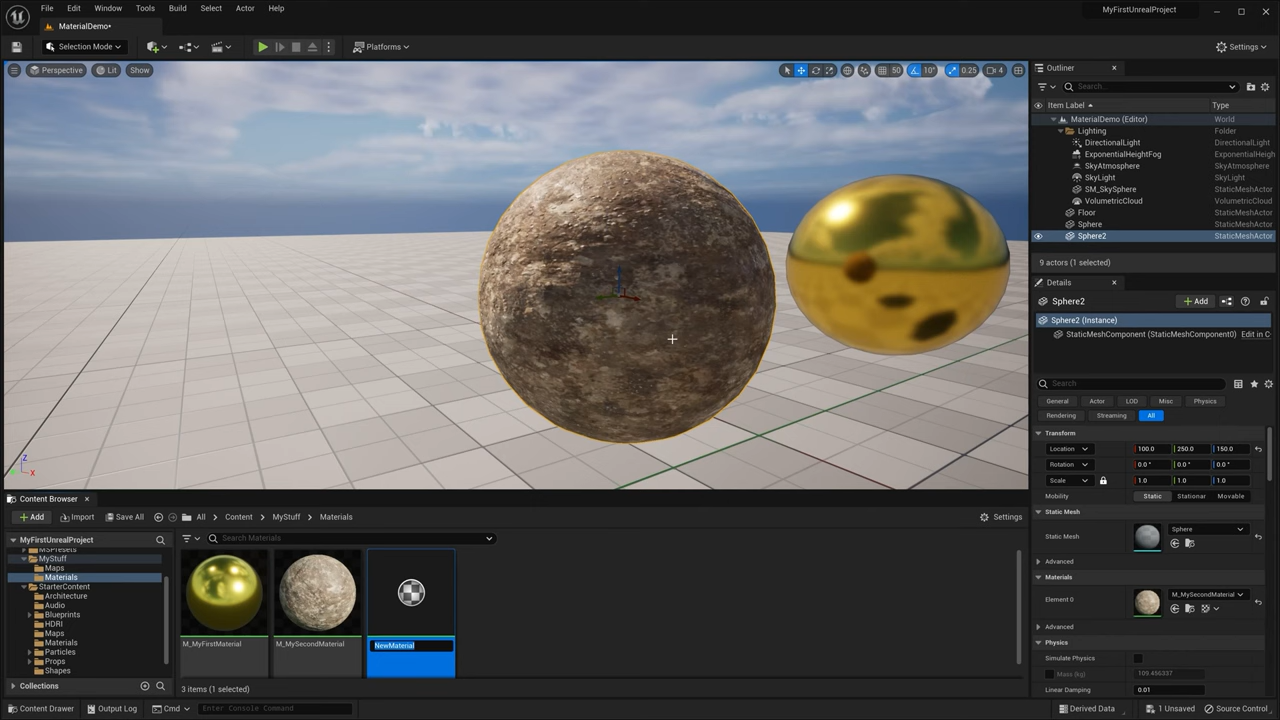 File Edit Window Tools Build Select Actor Help
MyFirstUnrealProject
MaterialDemo•
Selection Mode
Platforms
Settings
Perspective Lit Show
50 10° 0.25 4
Outliner
Search...
Item Label Type
MaterialDemo (Editor) World
Lighting Folder
DirectionalLight DirectionalLight
ExponentialHeightFog ExponentialHeigh
SkyAtmosphere SkyAtmosphere
SkyLight SkyLight
SM_SkySphere StaticMeshActor
VolumetricCloud VolumetricCloud
Floor StaticMeshActor
Sphere StaticMeshActor
Sphere2 StaticMeshActor
9 actors (1 selected)
Details
Sphere2
Add
Sphere2 (Instance)
StaticMeshComponent (StaticMeshComponent0) Edit in C
Search
General Actor LOD Misc Physics
Rendering Streaming All
Transform
Location 100.0 250.0 150.0
Rotation 0.0 ° 0.0 ° 0.0 °
Scale 1.0 1.0 1.0
Mobility Static Stationar Movable
Static Mesh
Static Mesh Sphere
Advanced
Materials
Element 0 M_MySecondMaterial
Advanced
Physics
Simulate Physics
Mass (kg) 109.456337
Linear Damping 0.01
Z
X
Content Browser
Add Import Save All All Content MyStuff Materials
Settings
MyFirstUnrealProject
Search Materials
MSPresets
MyStuff
Maps
Materials
StarterContent
Architecture
Audio
Blueprints
HDRI
Maps
Materials
Particles
Props
Shapes
Collections
M_MyFirstMaterial
M_MySecondMaterial
NewMaterial
3 items (1 selected)
Content Drawer Output Log Cmd Enter Console Command
Derived Data 1 Unsaved Source Control